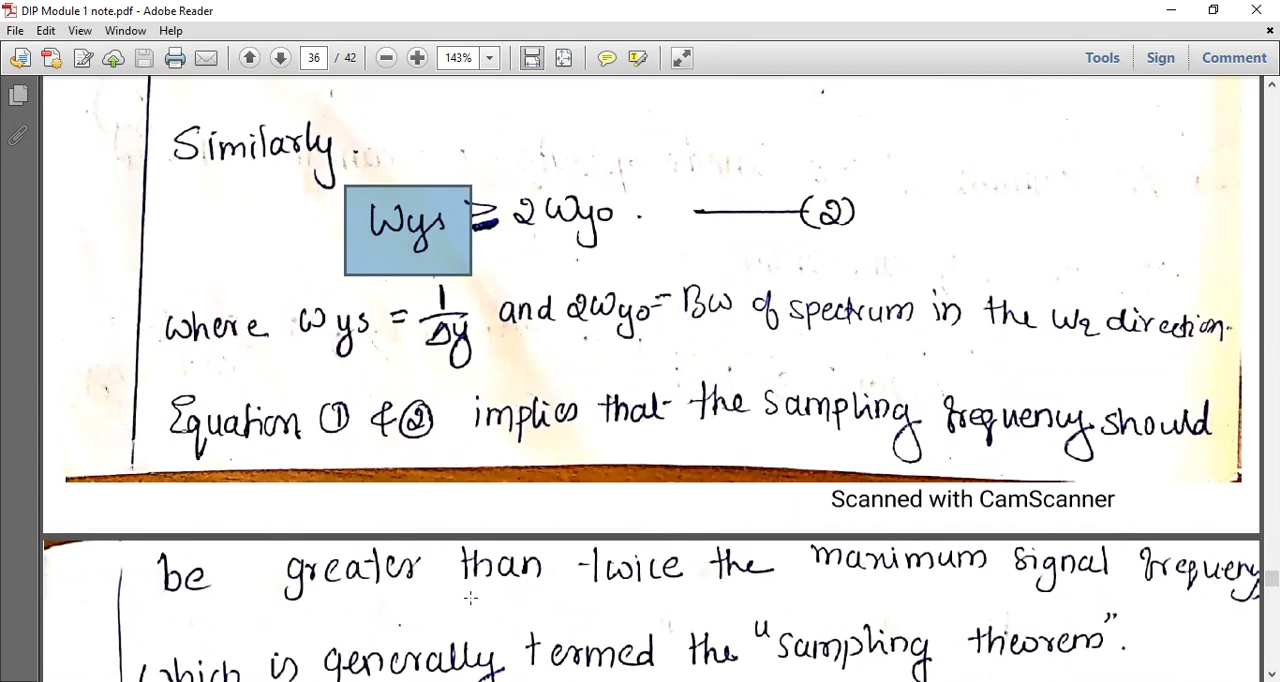 DIP Module 1 note.pdf - Adobe Reader
File Edit View Window Help
36 / 42 143% Tools Sign Comment
Similarly.
Wys ≥ 2Wyo. ——(2)
where Wys = 1/Δy and 2Wyo = BW of spectrum in the W2 direction.
Equation ① & ② implies that the sampling frequency should
Scanned with CamScanner
be greater than twice the maximum signal frequency
which is generally termed the "sampling theorem".